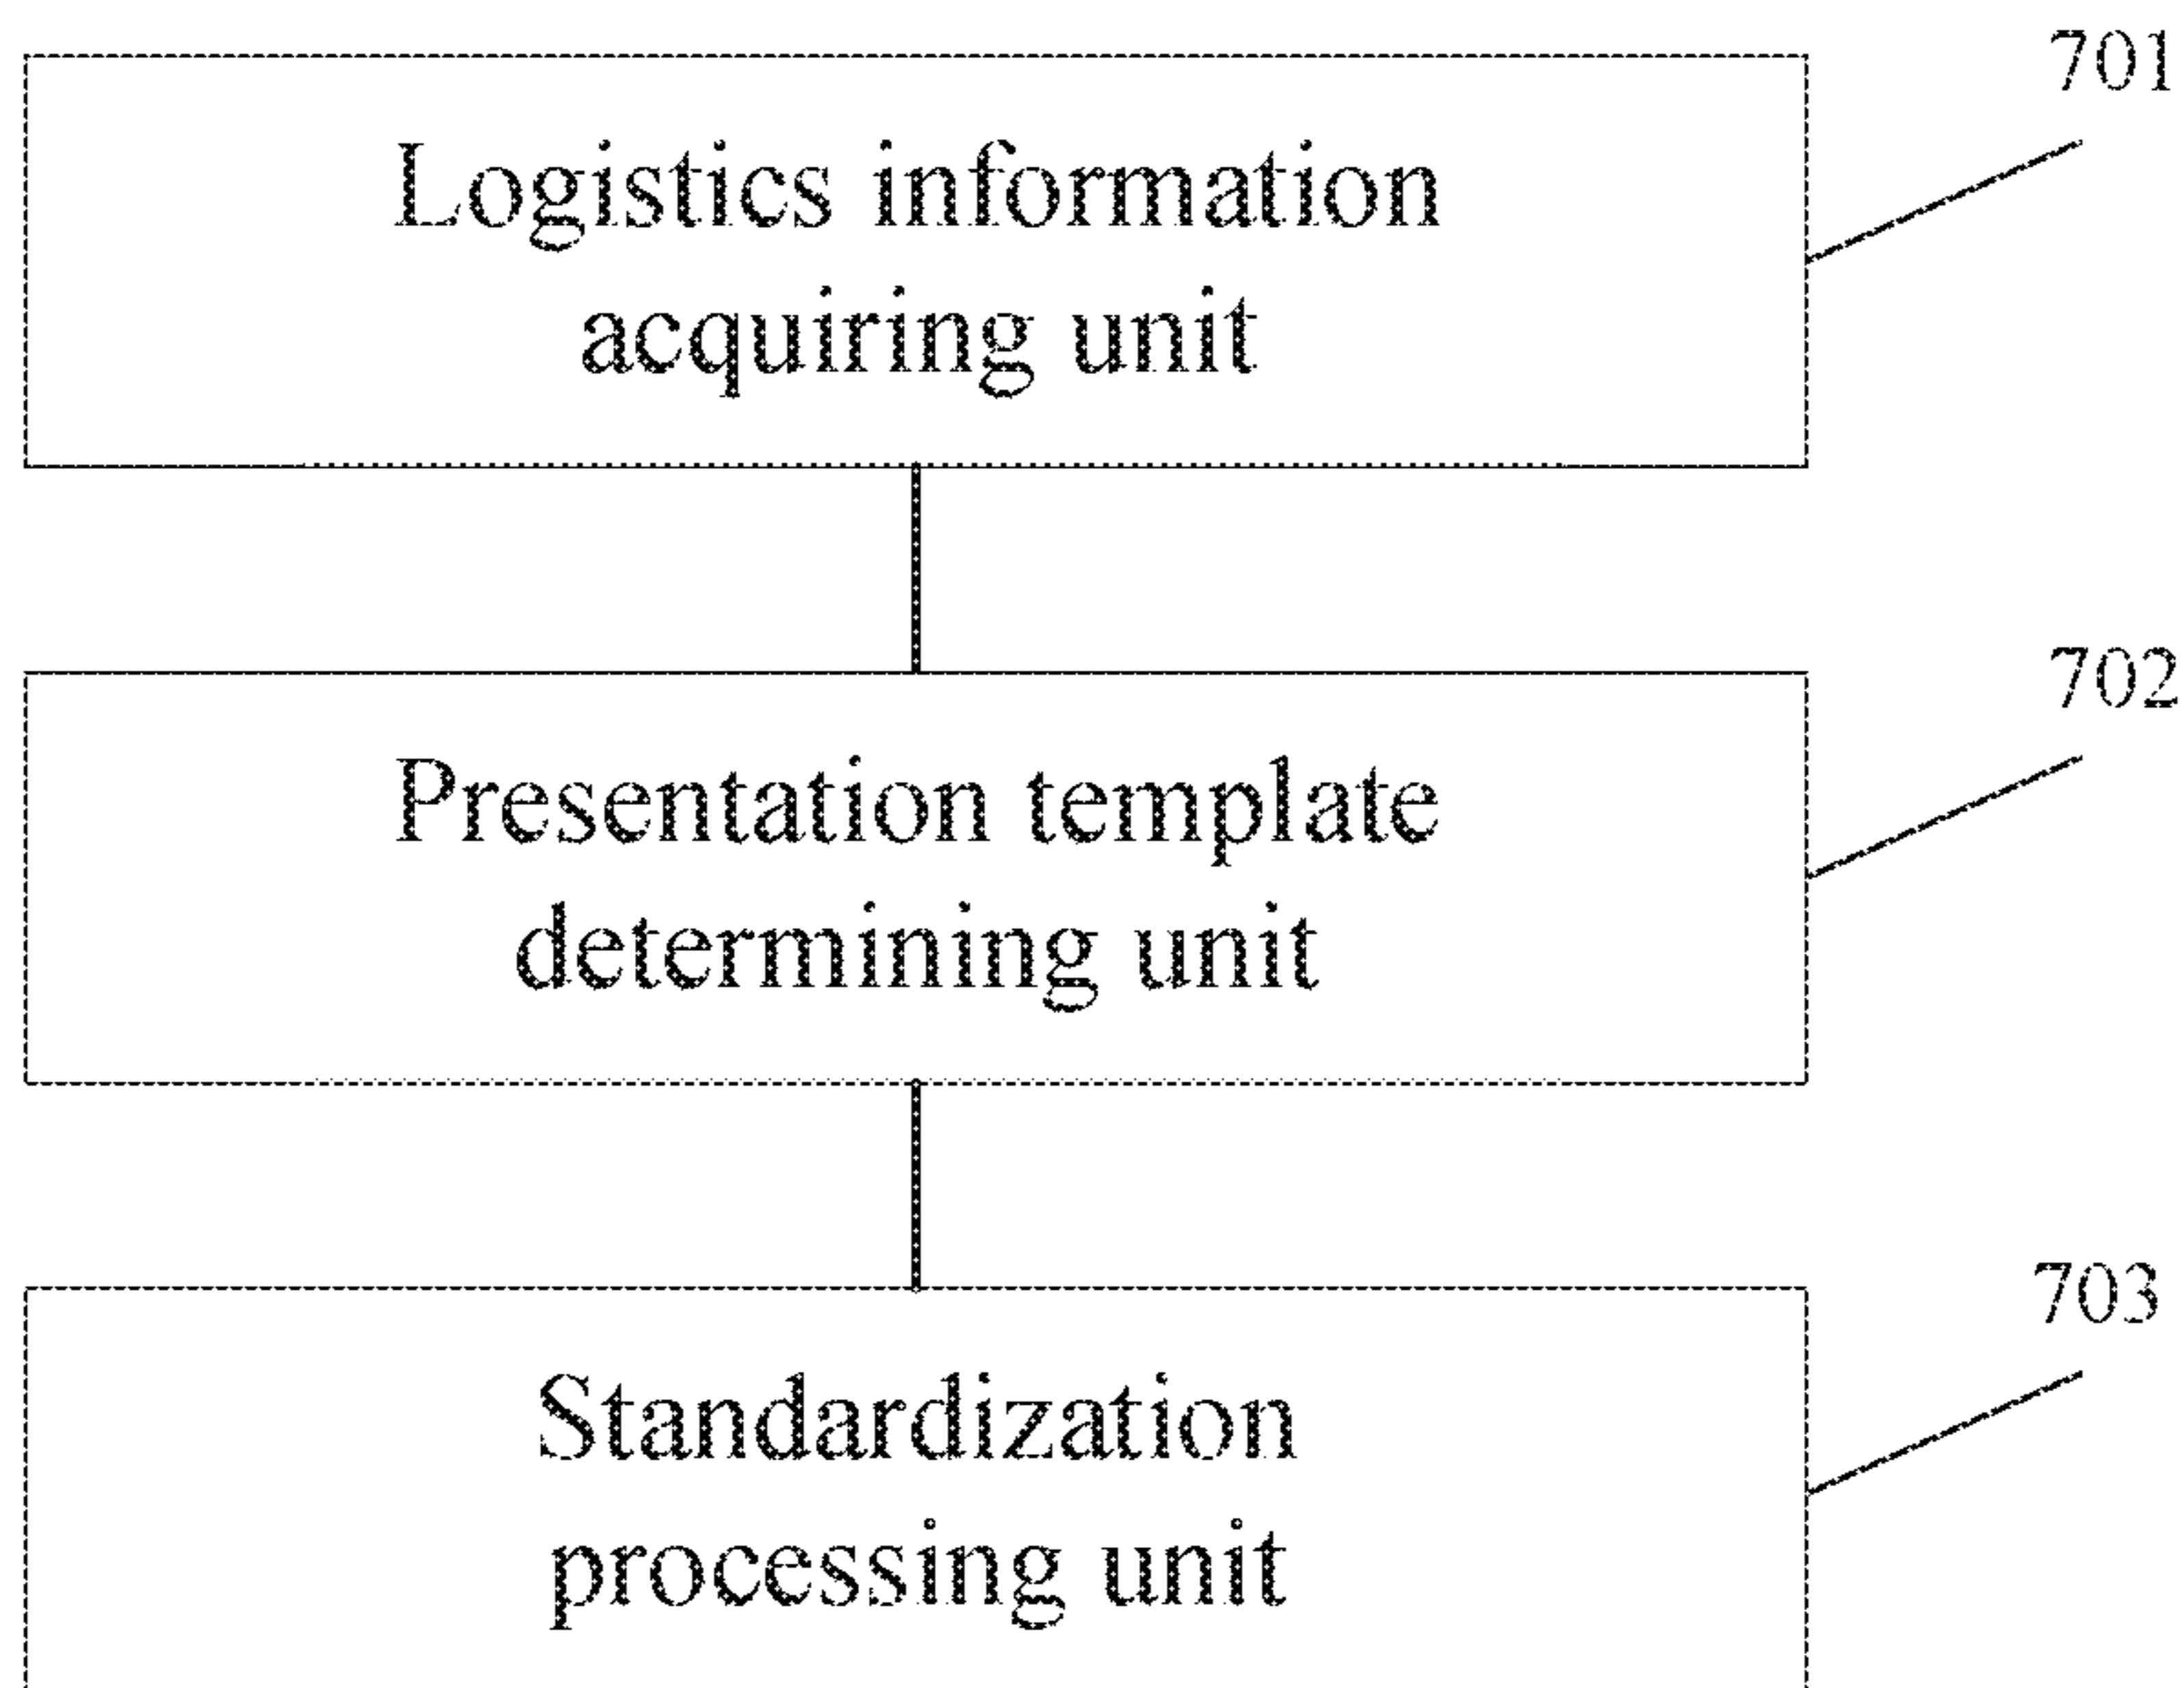 701
Logistics information
acquiring unit
702
Presentation template
determining unit
703
Standardization
processing unit